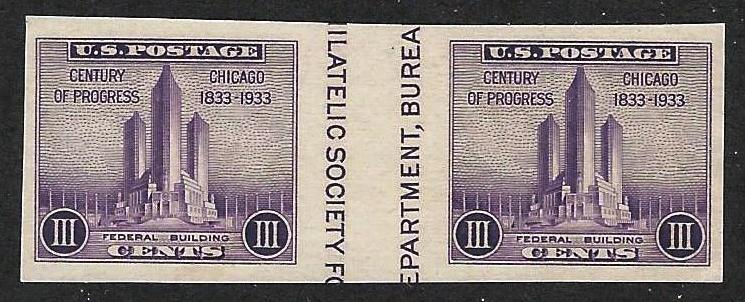 U.S. POSTAGE
CENTURY OF PROGRESS
CHICAGO 1833-1933
III
III
FEDERAL BUILDING
CENTS
ILATELIC SOCIETY FO
EPARTMENT, BUREA
U.S. POSTAGE
CENTURY OF PROGRESS
CHICAGO 1833-1933
III
III
FEDERAL BUILDING
CENTS